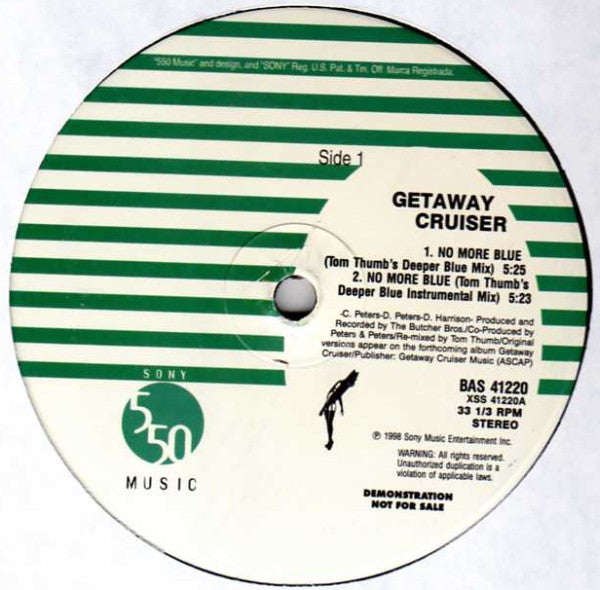 "550 Music" and design, and "SONY" Reg. U.S. Pat. & Tm. Off. Marca Registrada.
Side 1
GETAWAY
CRUISER
1. NO MORE BLUE
(Tom Thumb's Deeper Blue Mix) 5:25
2. NO MORE BLUE (Tom Thumb's
Deeper Blue Instrumental Mix) 5:23
-C. Peters-D. Peters-D. Harrison- Produced and
Recorded by The Butcher Bros./Co-Produced by
Peters & Peters/Re-mixed by Tom Thumb/Original
versions appear on the forthcoming album Getaway
Cruiser/Publisher: Getaway Cruiser Music (ASCAP)
BAS 41220
XSS 41220A
33 1/3 RPM
STEREO
℗ 1998 Sony Music Entertainment Inc.
WARNING: All rights reserved.
Unauthorized duplication is a
violation of applicable laws.
DEMONSTRATION
NOT FOR SALE
SONY
550
MUSIC